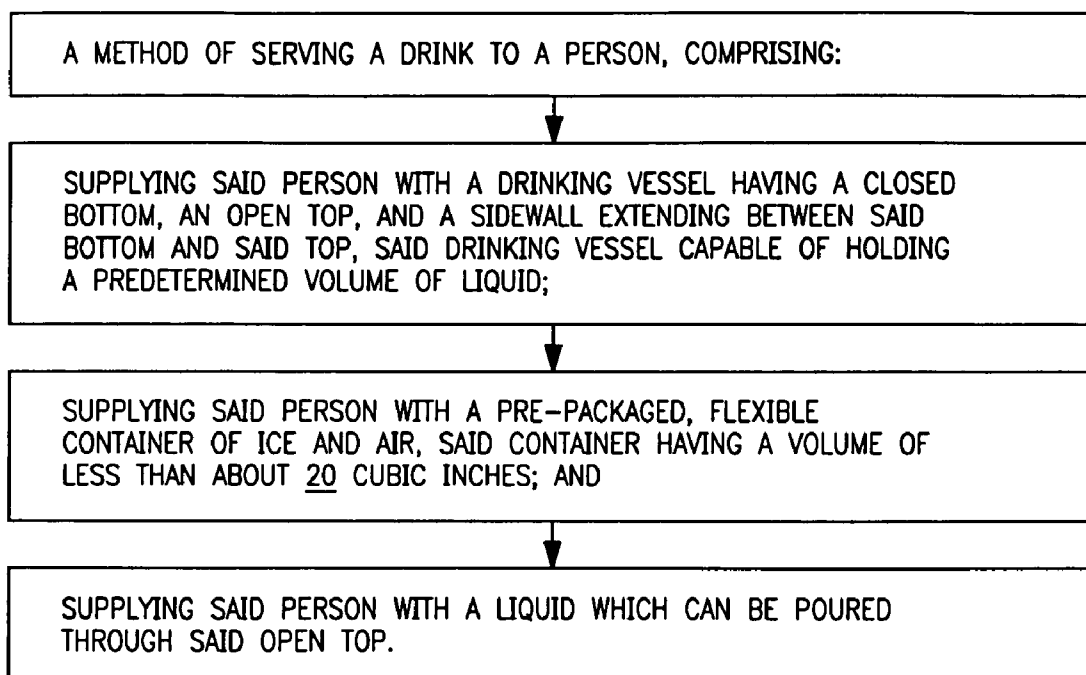 A METHOD OF SERVING A DRINK TO A PERSON, COMPRISING:
SUPPLYING SAID PERSON WITH A DRINKING VESSEL HAVING A CLOSED
BOTTOM, AN OPEN TOP, AND A SIDEWALL EXTENDING BETWEEN SAID
BOTTOM AND SAID TOP, SAID DRINKING VESSEL CAPABLE OF HOLDING
A PREDETERMINED VOLUME OF LIQUID;
SUPPLYING SAID PERSON WITH A PRE-PACKAGED, FLEXIBLE
CONTAINER OF ICE AND AIR, SAID CONTAINER HAVING A VOLUME OF
LESS THAN ABOUT 20 CUBIC INCHES; AND
SUPPLYING SAID PERSON WITH A LIQUID WHICH CAN BE POURED
THROUGH SAID OPEN TOP.